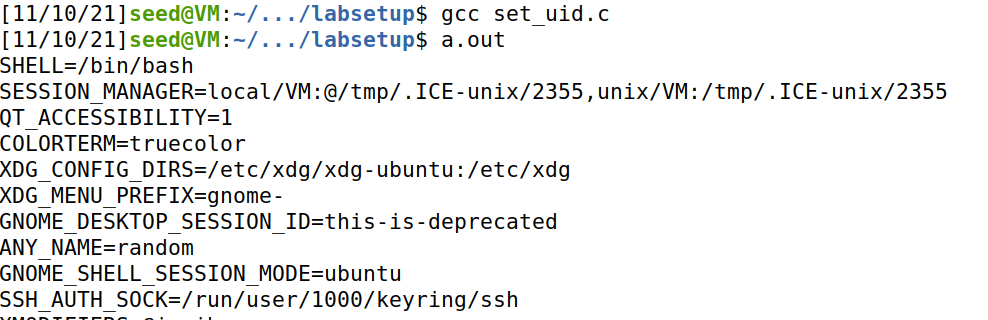 [11/10/21]seed@VM:~/.../labsetup$ gcc set_uid.c
[11/10/21]seed@VM:~/.../labsetup$ a.out
SHELL=/bin/bash
SESSION_MANAGER=local/VM:@/tmp/.ICE-unix/2355,unix/VM:/tmp/.ICE-unix/2355
QT_ACCESSIBILITY=1
COLORTERM=truecolor
XDG_CONFIG_DIRS=/etc/xdg/xdg-ubuntu:/etc/xdg
XDG_MENU_PREFIX=gnome-
GNOME_DESKTOP_SESSION_ID=this-is-deprecated
ANY_NAME=random
GNOME_SHELL_SESSION_MODE=ubuntu
SSH_AUTH_SOCK=/run/user/1000/keyring/ssh